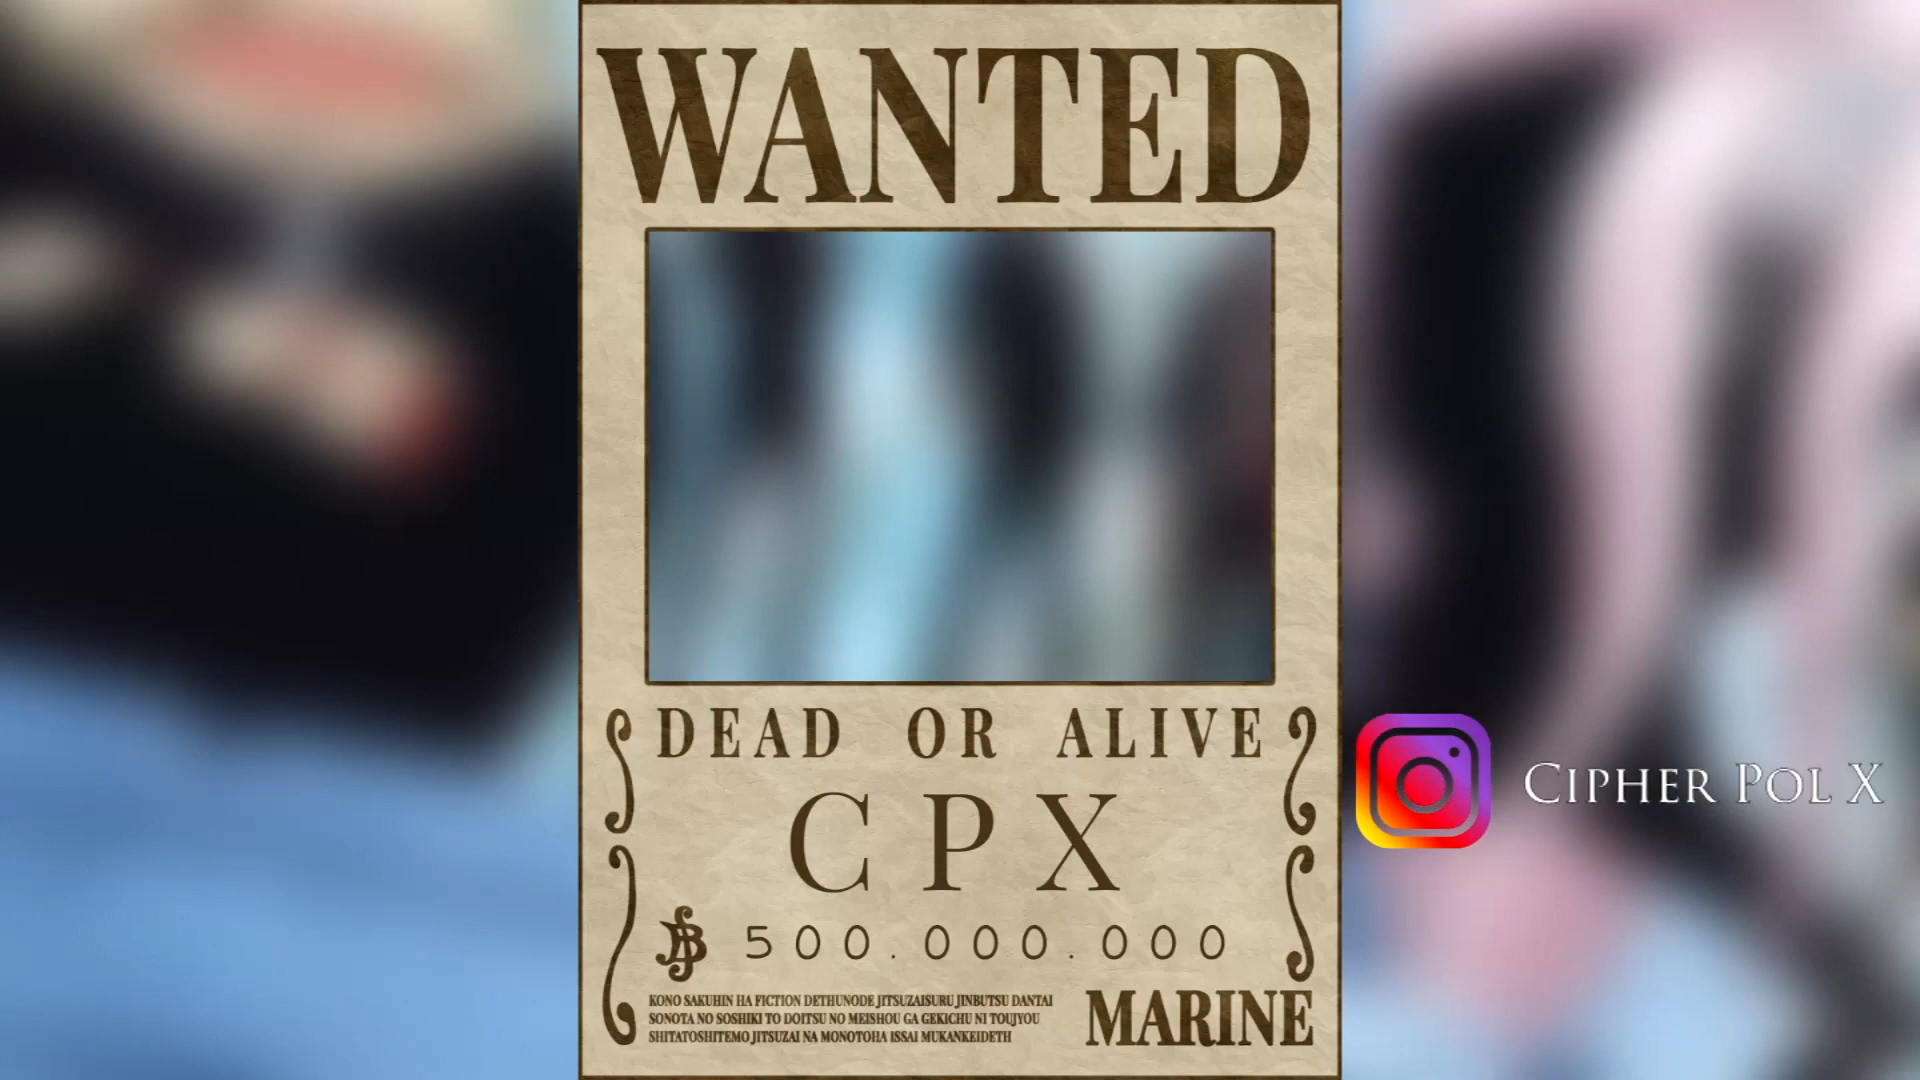 WANTED
DEAD OR ALIVE
CIPHER POL X
CPX
500.000.000
KONO SAKUHIN HA FICTION DETHUNODE JITSUZAISURU JINBUTSU DANTAI
SONOTA NO SOSHIKI TO DOITSU NO MEISHOU GA GEKICHU NI TOUJYOU
SHITATOSHITEMO JITSUZAI NA MONOTOHA ISSAI MUKANKEIDETH
MARINE